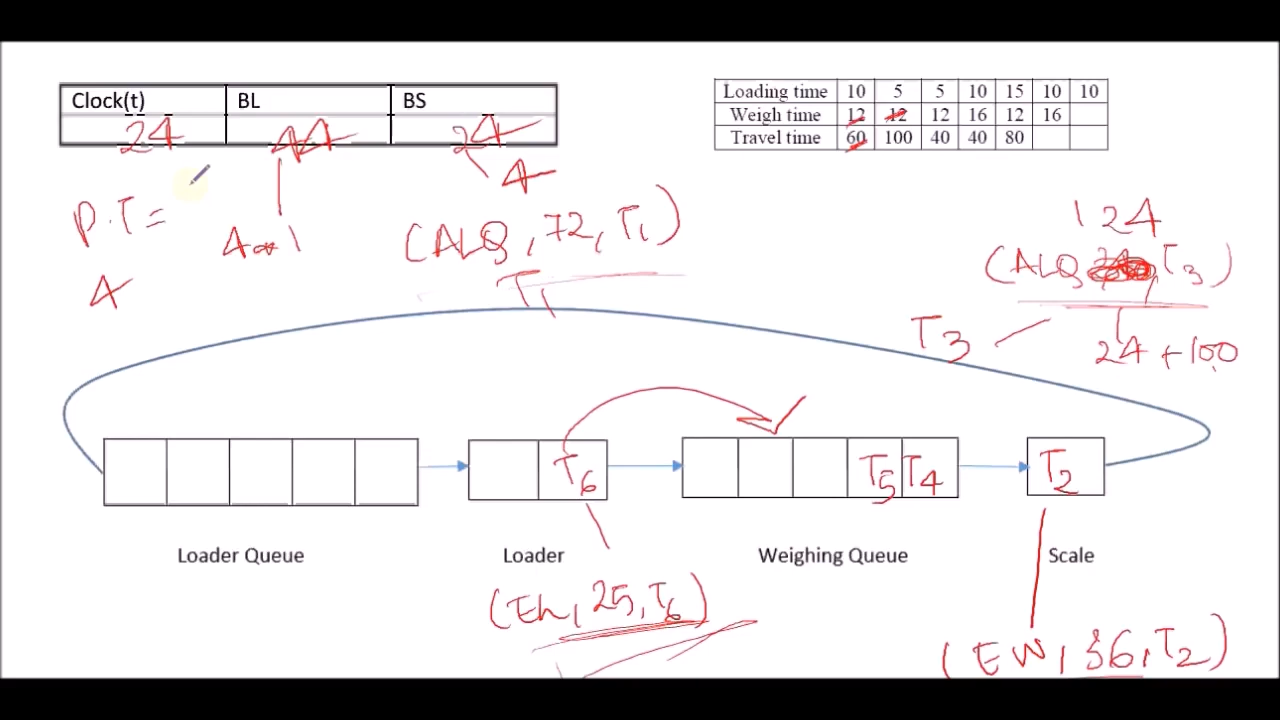 Clock(t) BL BS
24 44 24
Loading time 10 5 5 10 15 10 10
Weigh time 12 12 12 16 12 16
Travel time 60 100 40 40 80
P.T =
4
4
(ALQ, 72, T1)
T1
124
(ALQ, T3)
24 + 100
T3
T6
T5 T4
T2
Loader Queue Loader Weighing Queue Scale
(EL, 25, T6)
(EW, 36, T2)